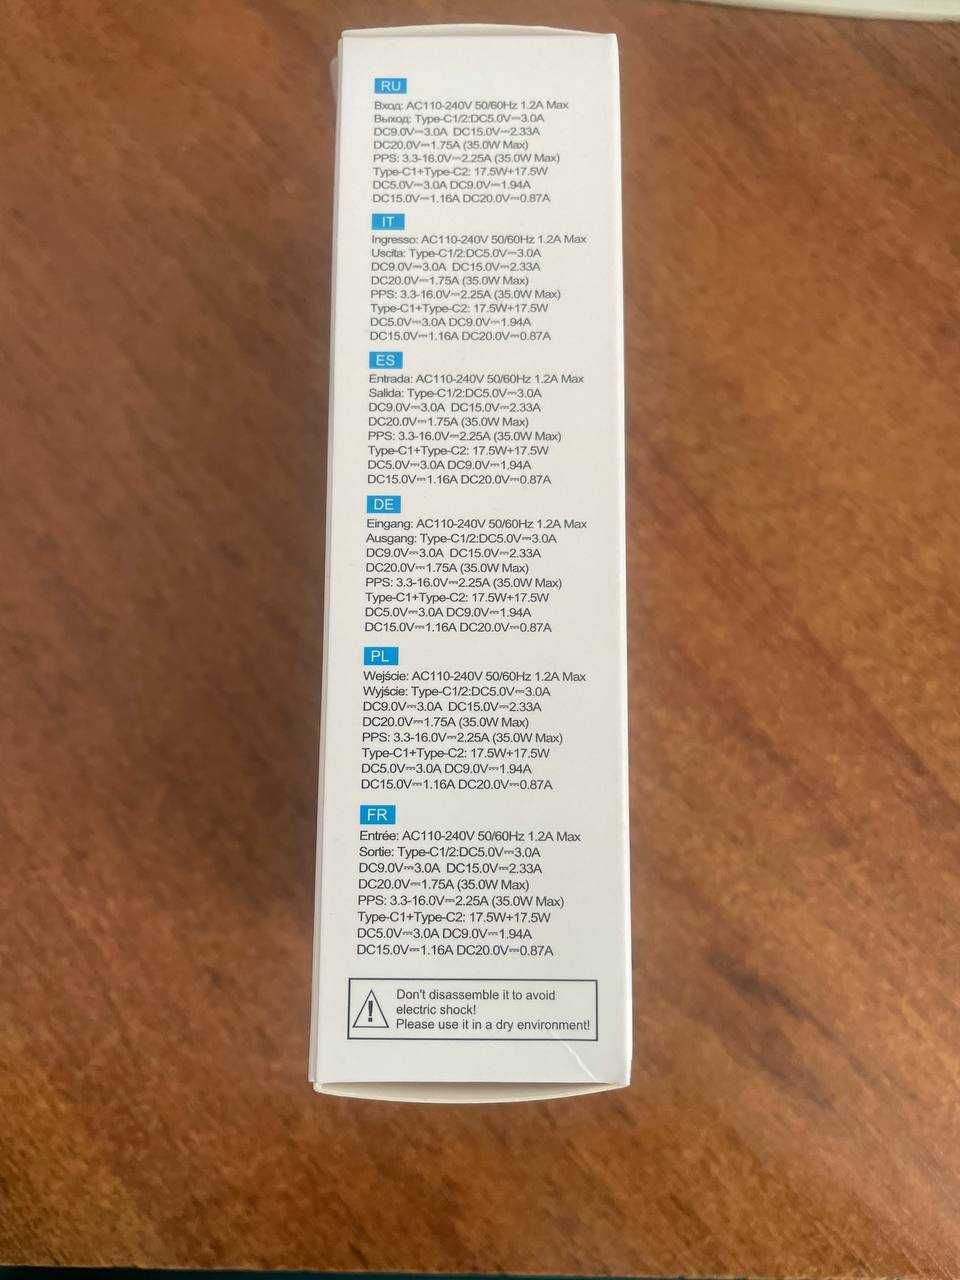 RU
Вход: AC110-240V 50/60Hz 1.2A Max
Выход: Type-C1/2:DC5.0V⎓3.0A
DC9.0V⎓3.0A DC15.0V⎓2.33A
DC20.0V⎓1.75A (35.0W Max)
PPS: 3.3-16.0V⎓2.25A (35.0W Max)
Type-C1+Type-C2: 17.5W+17.5W
DC5.0V⎓3.0A DC9.0V⎓1.94A
DC15.0V⎓1.16A DC20.0V⎓0.87A
IT
Ingresso: AC110-240V 50/60Hz 1.2A Max
Uscita: Type-C1/2:DC5.0V⎓3.0A
DC9.0V⎓3.0A DC15.0V⎓2.33A
DC20.0V⎓1.75A (35.0W Max)
PPS: 3.3-16.0V⎓2.25A (35.0W Max)
Type-C1+Type-C2: 17.5W+17.5W
DC5.0V⎓3.0A DC9.0V⎓1.94A
DC15.0V⎓1.16A DC20.0V⎓0.87A
ES
Entrada: AC110-240V 50/60Hz 1.2A Max
Salida: Type-C1/2:DC5.0V⎓3.0A
DC9.0V⎓3.0A DC15.0V⎓2.33A
DC20.0V⎓1.75A (35.0W Max)
PPS: 3.3-16.0V⎓2.25A (35.0W Max)
Type-C1+Type-C2: 17.5W+17.5W
DC5.0V⎓3.0A DC9.0V⎓1.94A
DC15.0V⎓1.16A DC20.0V⎓0.87A
DE
Eingang: AC110-240V 50/60Hz 1.2A Max
Ausgang: Type-C1/2:DC5.0V⎓3.0A
DC9.0V⎓3.0A DC15.0V⎓2.33A
DC20.0V⎓1.75A (35.0W Max)
PPS: 3.3-16.0V⎓2.25A (35.0W Max)
Type-C1+Type-C2: 17.5W+17.5W
DC5.0V⎓3.0A DC9.0V⎓1.94A
DC15.0V⎓1.16A DC20.0V⎓0.87A
PL
Wejście: AC110-240V 50/60Hz 1.2A Max
Wyjście: Type-C1/2:DC5.0V⎓3.0A
DC9.0V⎓3.0A DC15.0V⎓2.33A
DC20.0V⎓1.75A (35.0W Max)
PPS: 3.3-16.0V⎓2.25A (35.0W Max)
Type-C1+Type-C2: 17.5W+17.5W
DC5.0V⎓3.0A DC9.0V⎓1.94A
DC15.0V⎓1.16A DC20.0V⎓0.87A
FR
Entrée: AC110-240V 50/60Hz 1.2A Max
Sortie: Type-C1/2:DC5.0V⎓3.0A
DC9.0V⎓3.0A DC15.0V⎓2.33A
DC20.0V⎓1.75A (35.0W Max)
PPS: 3.3-16.0V⎓2.25A (35.0W Max)
Type-C1+Type-C2: 17.5W+17.5W
DC5.0V⎓3.0A DC9.0V⎓1.94A
DC15.0V⎓1.16A DC20.0V⎓0.87A
Don't disassemble it to avoid
electric shock!
Please use it in a dry environment!